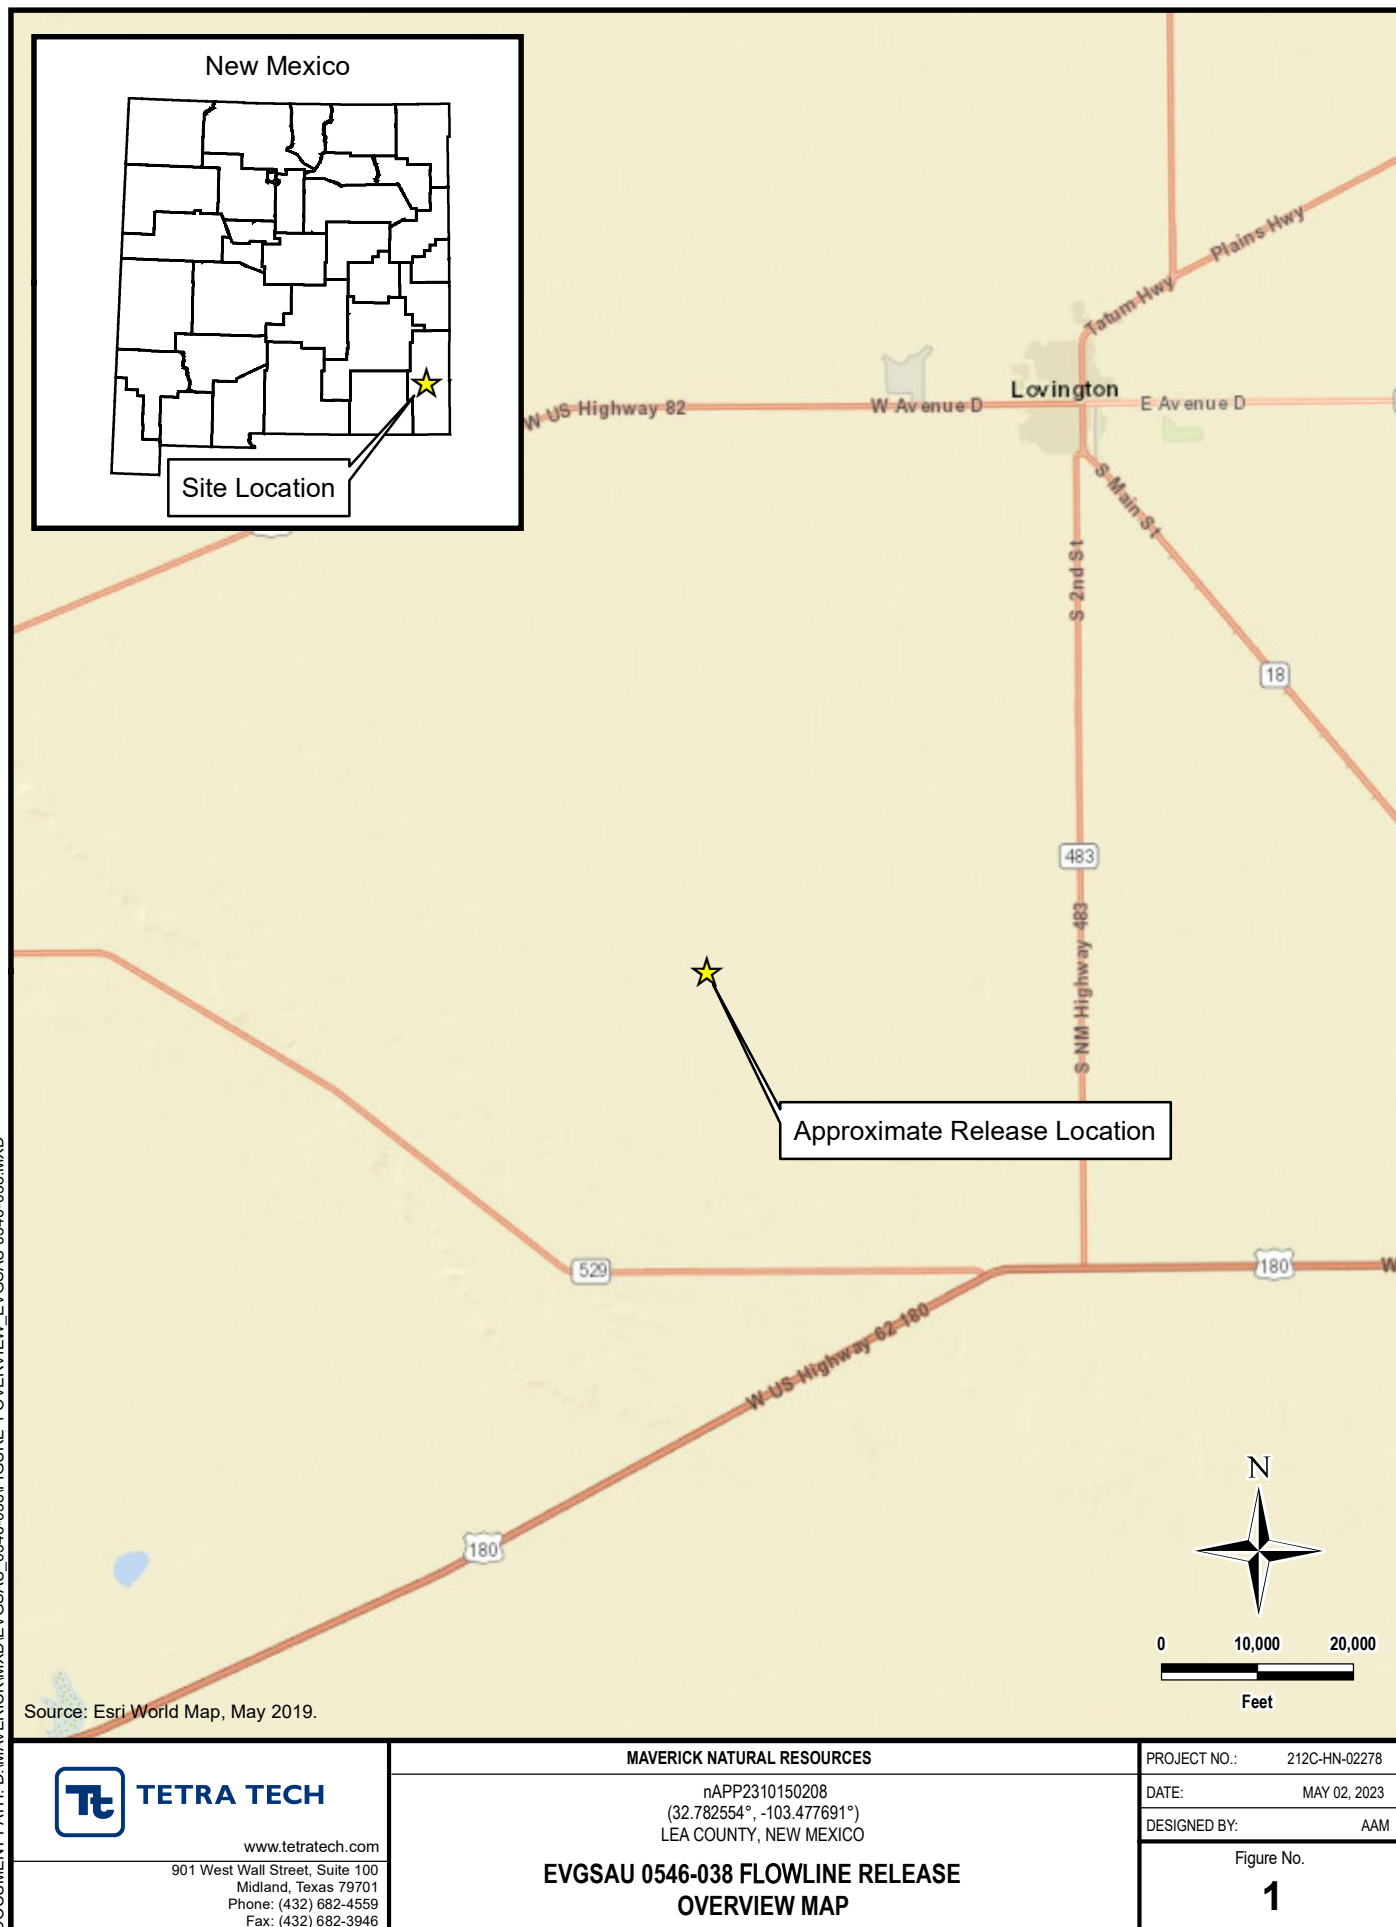 New Mexico
Site Location
Plains Hwy
Tatum Hwy
Lovington
W US Highway 82
W Avenue D
E Avenue D
S Main St
S 2nd St
18
483
S NM Highway 483
Approximate Release Location
529
180
W
W US Highway 62 180
180
N
0 10,000 20,000
Feet
Source: Esri World Map, May 2019.
TETRA TECH
www.tetratech.com
901 West Wall Street, Suite 100
Midland, Texas 79701
Phone: (432) 682-4559
Fax: (432) 682-3946
MAVERICK NATURAL RESOURCES
nAPP2310150208
(32.782554°, -103.477691°)
LEA COUNTY, NEW MEXICO
EVGSAU 0546-038 FLOWLINE RELEASE
OVERVIEW MAP
PROJECT NO.: 212C-HN-02278
DATE: MAY 02, 2023
DESIGNED BY: AAM
Figure No.
1